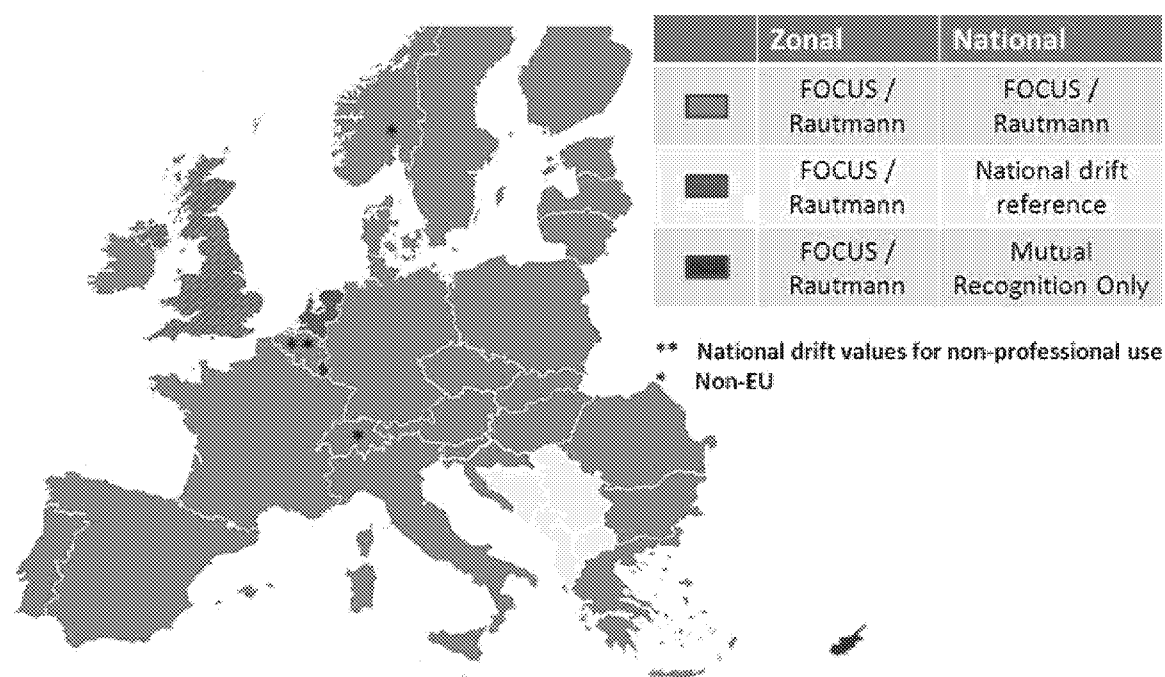 Zonal National
FOCUS / FOCUS /
Rautmann Rautmann
FOCUS / National drift
Rautmann reference
FOCUS / Mutual
Rautmann Recognition Only
** National drift values for non-professional use
* Non-EU
*
**
*